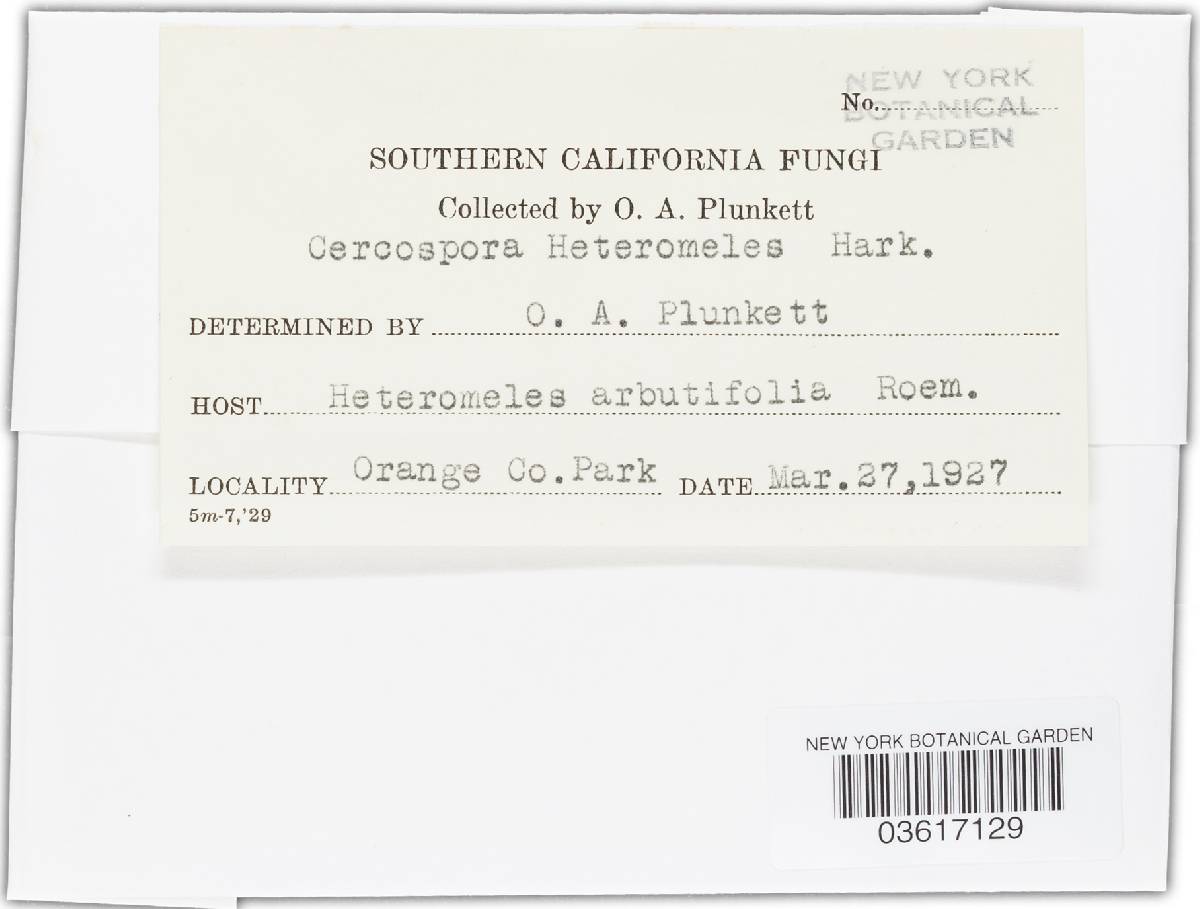 NEW YORK
BOTANICAL
GARDEN
No.
SOUTHERN CALIFORNIA FUNGI
Collected by O. A. Plunkett
Cercospora Heteromeles Hark.
DETERMINED BY O. A. Plunkett
HOST Heteromeles arbutifolia Roem.
LOCALITY Orange Co.Park DATE Mar.27,1927
5m-7,'29
NEW YORK BOTANICAL GARDEN
03617129